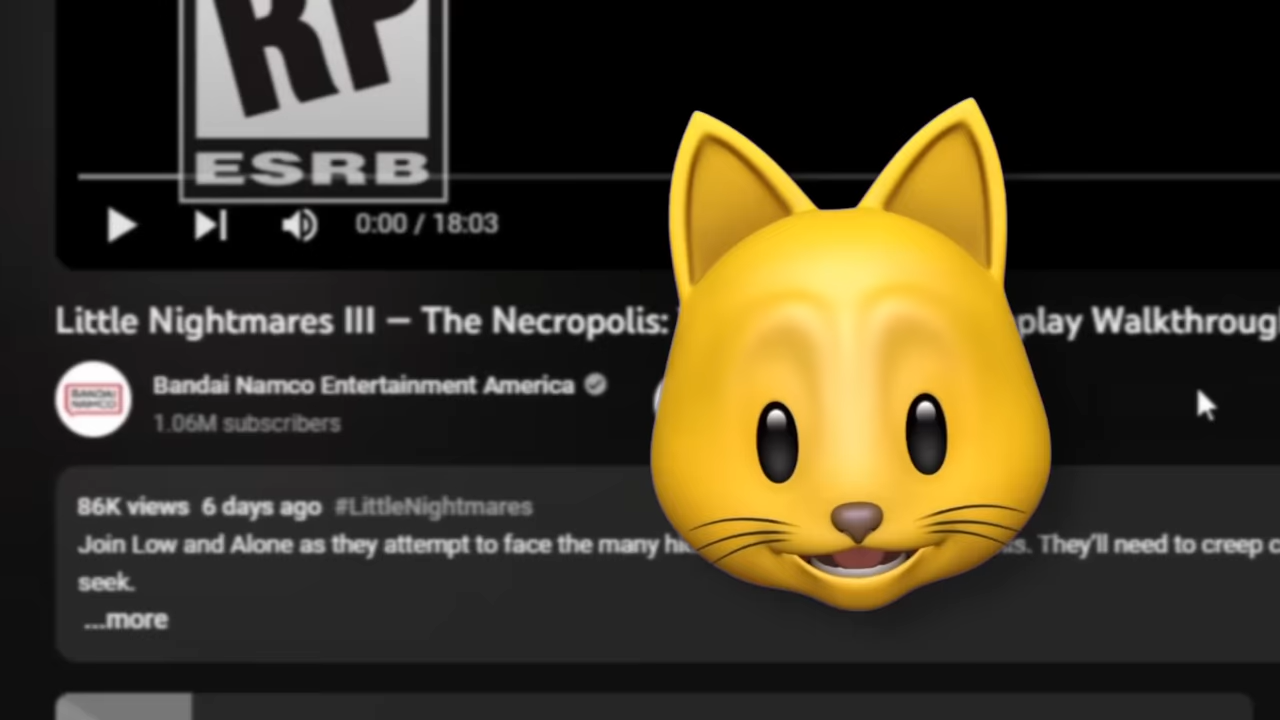 RP
ESRB
0:00 / 18:03
Little Nightmares III – The Necropolis: play Walkthroug
Bandai Namco Entertainment America
BANDAI
NAMCO
1.06M subscribers
86K views 6 days ago #LittleNightmares
Join Low and Alone as they attempt to face the many They'll need to creep
seek.
...more